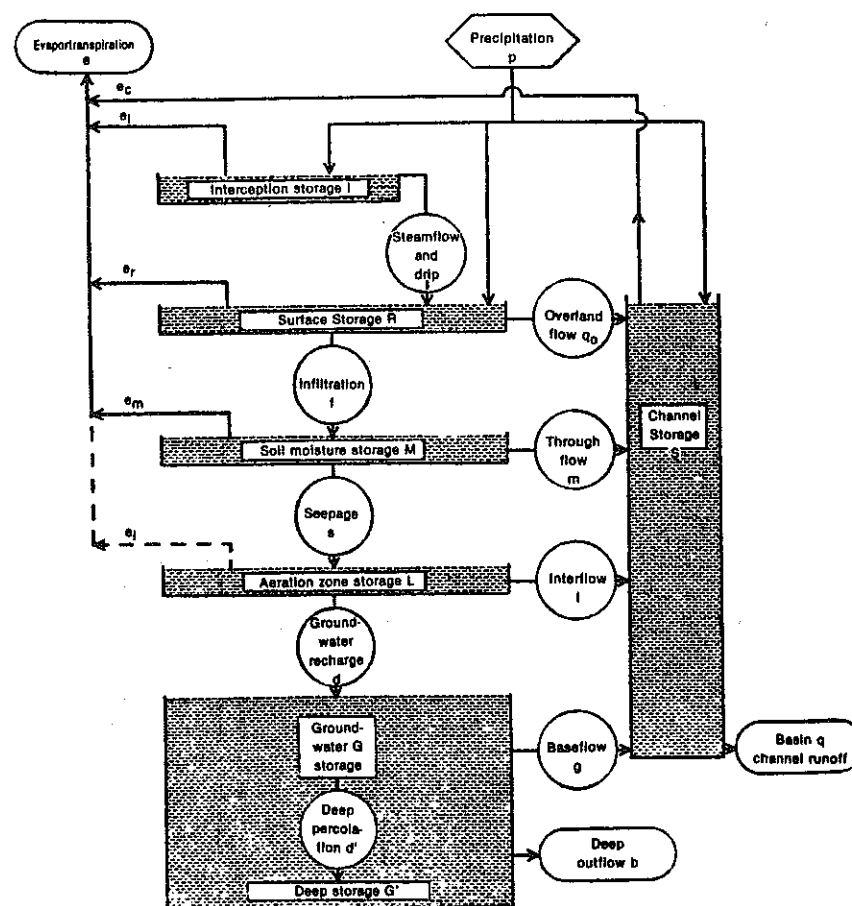 Evaportranspiration
e
Precipitation
p
e_c
e_i
Interception storage I
Steamflow
and
drip
e_r
Surface Storage R
Overland
flow q_o
Infiltration
f
e_m
Soil moisture storage M
Through
flow
m
Channel
Storage
S
Seepage
s
e_l
Aeration zone storage L
Interflow
Ground-
water
recharge
d
Ground-
water G
storage
Baseflow
g
Basin q
channel runoff
Deep
percola-
tion d'
Deep
outflow b
Deep storage G'